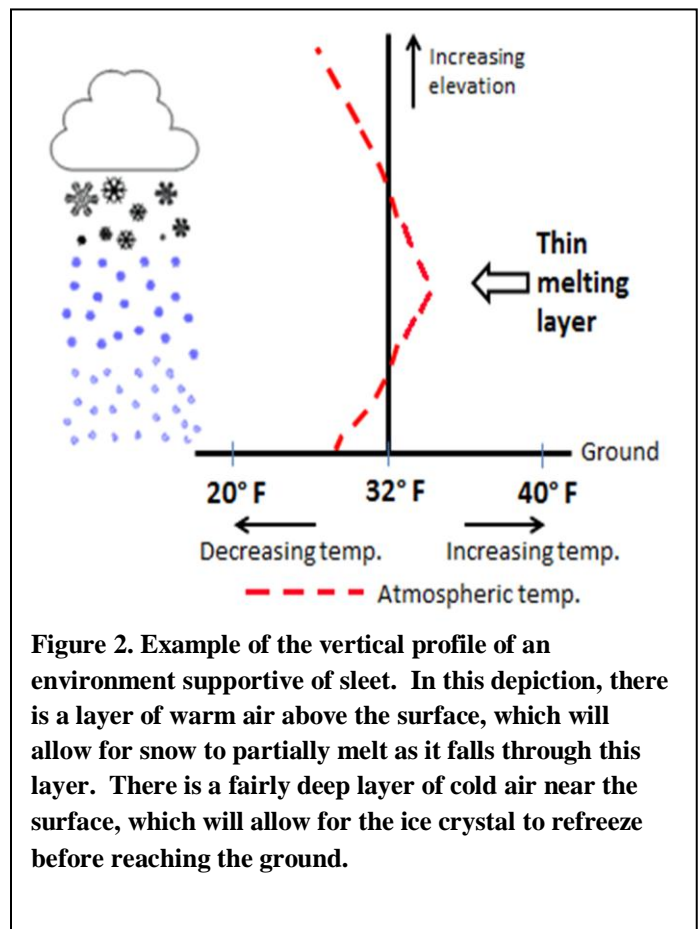 Increasing
elevation
Thin
melting
layer
Ground
20° F
32° F
40° F
Decreasing temp.
Increasing temp.
Atmospheric temp.
Figure 2. Example of the vertical profile of an
environment supportive of sleet.  In this depiction, there
is a layer of warm air above the surface, which will
allow for snow to partially melt as it falls through this
layer.  There is a fairly deep layer of cold air near the
surface, which will allow for the ice crystal to refreeze
before reaching the ground.